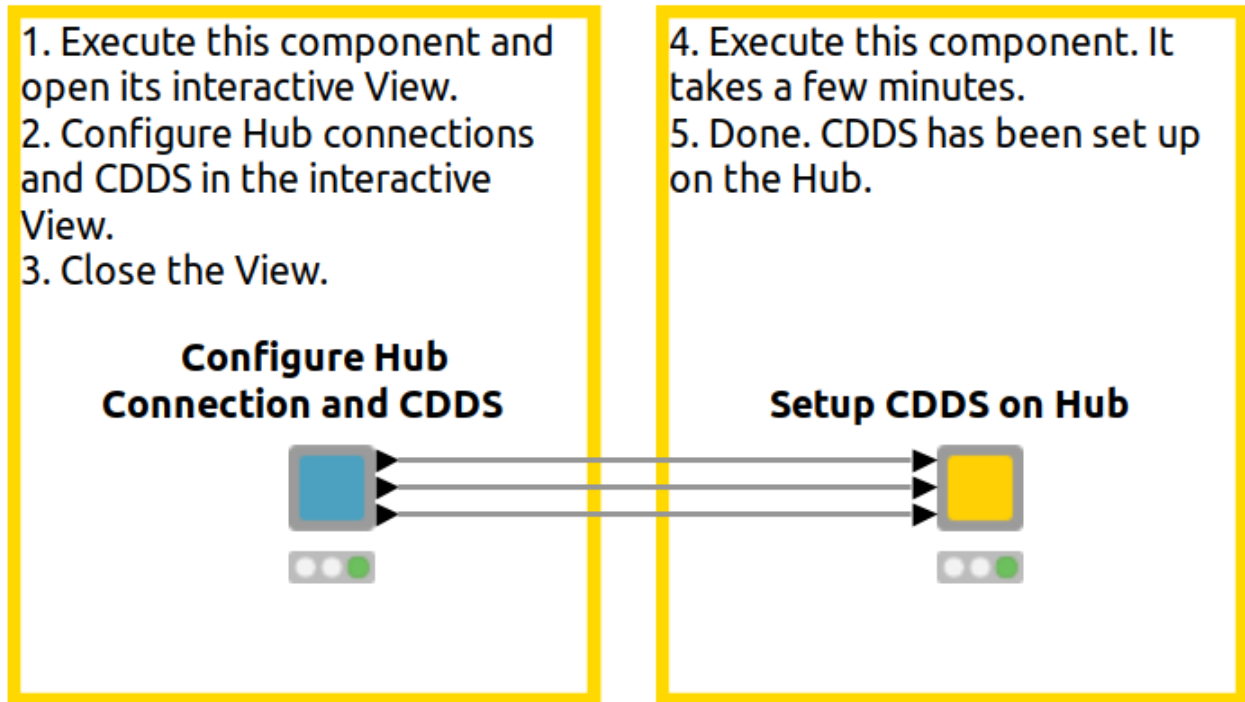 1. Execute this component and
open its interactive View.
2. Configure Hub connections
and CDDS in the interactive
View.
3. Close the View.
Configure Hub
Connection and CDDS
4. Execute this component. It
takes a few minutes.
5. Done. CDDS has been set up
on the Hub.
Setup CDDS on Hub